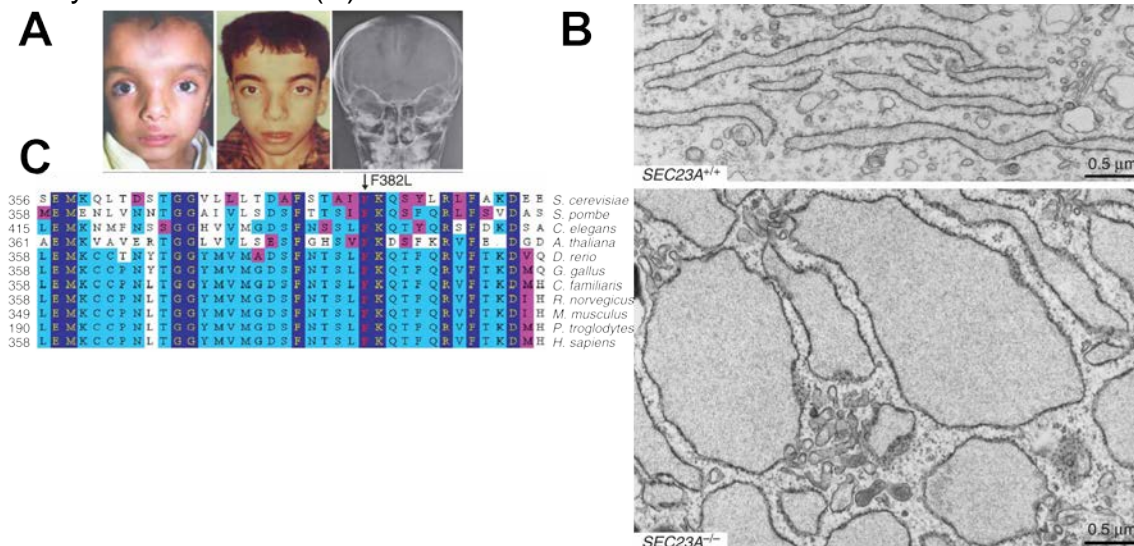 A
B
C
F382L
356 S E M K Q L T D S T G G V L L L T D A F S T A I F K Q S Y L R L F A K D E E S. cerevisiae
358 M E M E N L V N N T G G A I V L S D S F T T S I F K Q S F Q R L F S V D A S S. pombe
415 L E M K N M F N S S G G H V V M G D S F N S S L F K Q T Y Q R S F D K D S A C. elegans
361 A E M K V A V E R T G G L V V L S E S F G H S V F K D S F K R V F E . D G D A. thaliana
358 L E M K C C T N Y T G G Y M V M A D S F N T S L F K Q T F Q R V F T K D V Q D. rerio
358 L E M K C C P N Y T G G Y M V M G D S F N T S L F K Q T F Q R V F T K D M Q G. gallus
358 L E M K C C P N L T G G Y M V M G D S F N T S L F K Q T F Q R V F T K D M H C. familiaris
358 L E M K C C P N L T G G Y M V M G D S F N T S L F K Q T F Q R V F T K D I H R. norvegicus
349 L E M K C C P N L T G G Y M V M G D S F N T S L F K Q T F Q R V F T K D I H M. musculus
190 L E M K C C P N L T G G Y M V M G D S F N T S L F K Q T F Q R V F T K D M H P. troglodytes
358 L E M K C C P N L T G G Y M V M G D S F N T S L F K Q T F Q R V F T K D M H H. sapiens
SEC23A+/+
0.5 µm
SEC23A−/−
0.5 µm